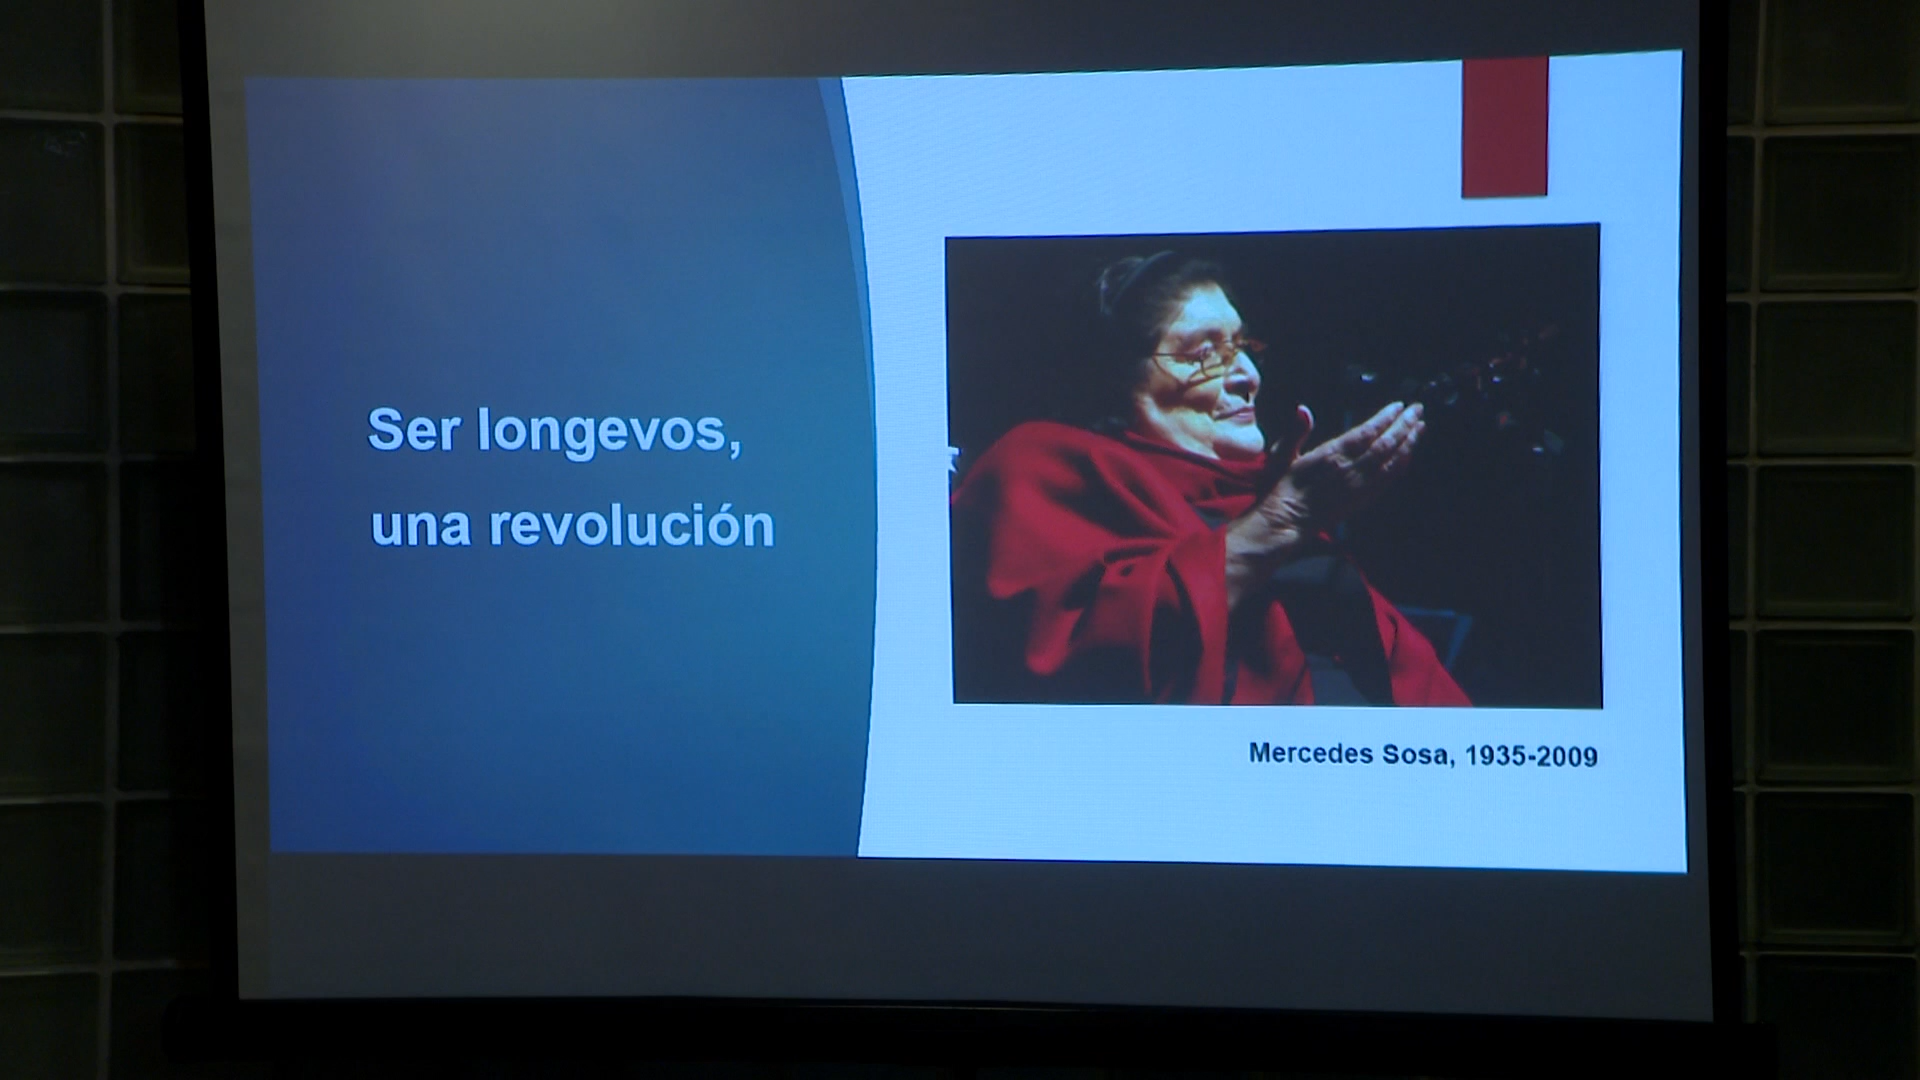 Ser longevos,
una revolución
Mercedes Sosa, 1935-2009